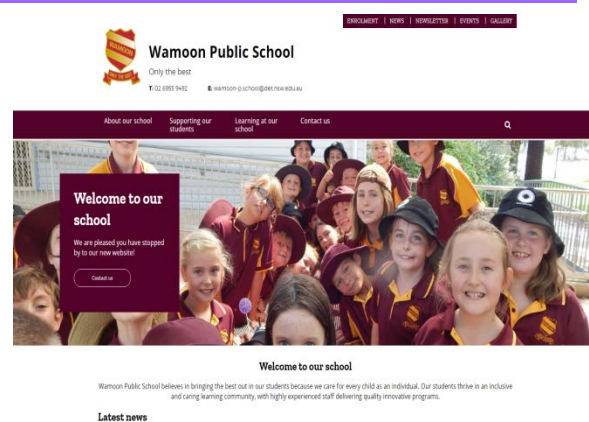 ENROLMENT | NEWS | NEWSLETTER | EVENTS | GALLERY
WAMOON
ONLY THE BEST
Wamoon Public School
Only the best
T: 02 6955 9492 E: wamoon-p.school@det.nsw.edu.au
About our school Supporting our students Learning at our school Contact us
Welcome to our
school
We are pleased you have stopped
by to our new website!
Contact us
Welcome to our school
Wamoon Public School believes in bringing the best out in our students because we care for every child as an individual. Our students thrive in an inclusive
and caring learning community, with highly experienced staff delivering quality innovative programs.
Latest news